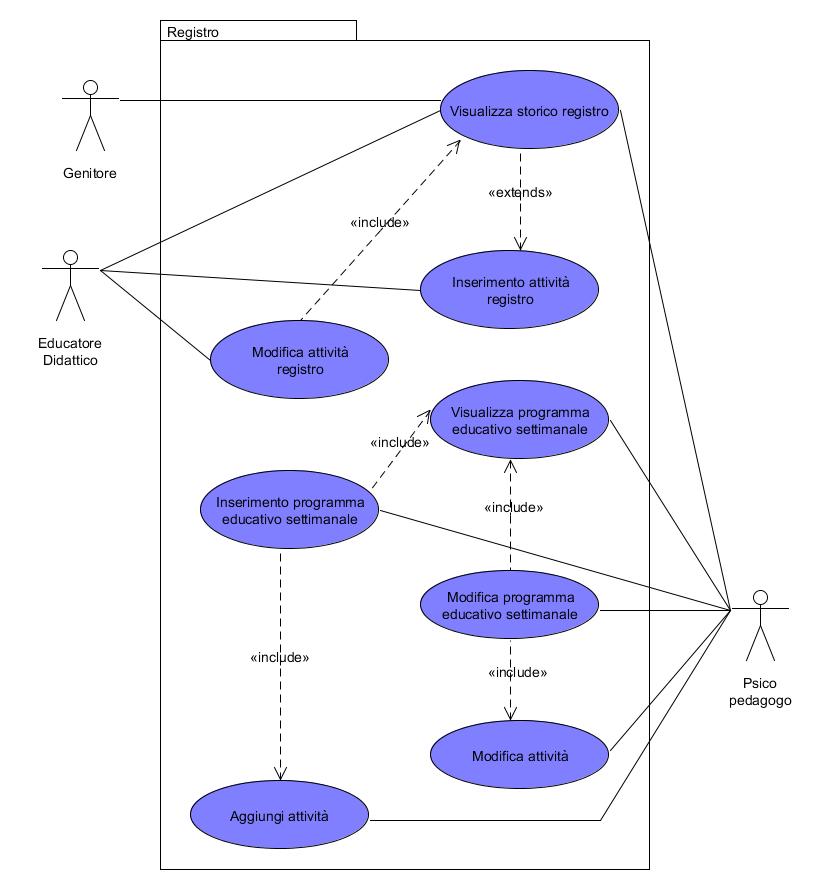 Registro
Visualizza storico registro
Genitore
«extends»
«include»
Educatore
Didattico
Inserimento attività
registro
Modifica attività
registro
Visualizza programma
educativo settimanale
«include»
Inserimento programma
educativo settimanale
«include»
Modifica programma
educativo settimanale
«include»
«include»
Psico
pedagogo
Modifica attività
Aggiungi attività